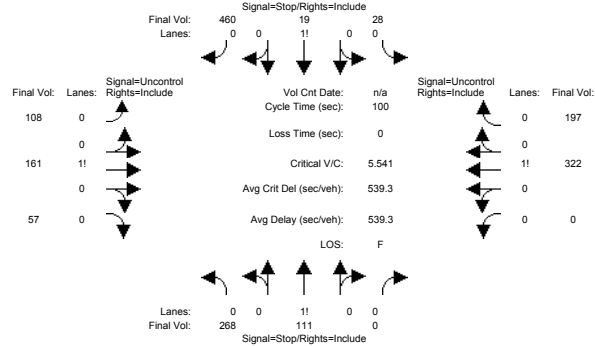 Signal=Stop/Rights=Include
Final Vol: 460 19 28
Lanes: 0 0 1! 0 0
Signal=Uncontrol Signal=Uncontrol
Final Vol: Lanes: Rights=Include Vol Cnt Date: n/a Rights=Include Lanes: Final Vol:
Cycle Time (sec): 100
108 0 0 197
Loss Time (sec): 0
0 0
161 1! Critical V/C: 5.541 1! 322
0 Avg Crit Del (sec/veh): 539.3 0
57 0 Avg Delay (sec/veh): 539.3 0 0
LOS: F
Lanes: 0 0 1! 0 0
Final Vol: 268 111 0
Signal=Stop/Rights=Include